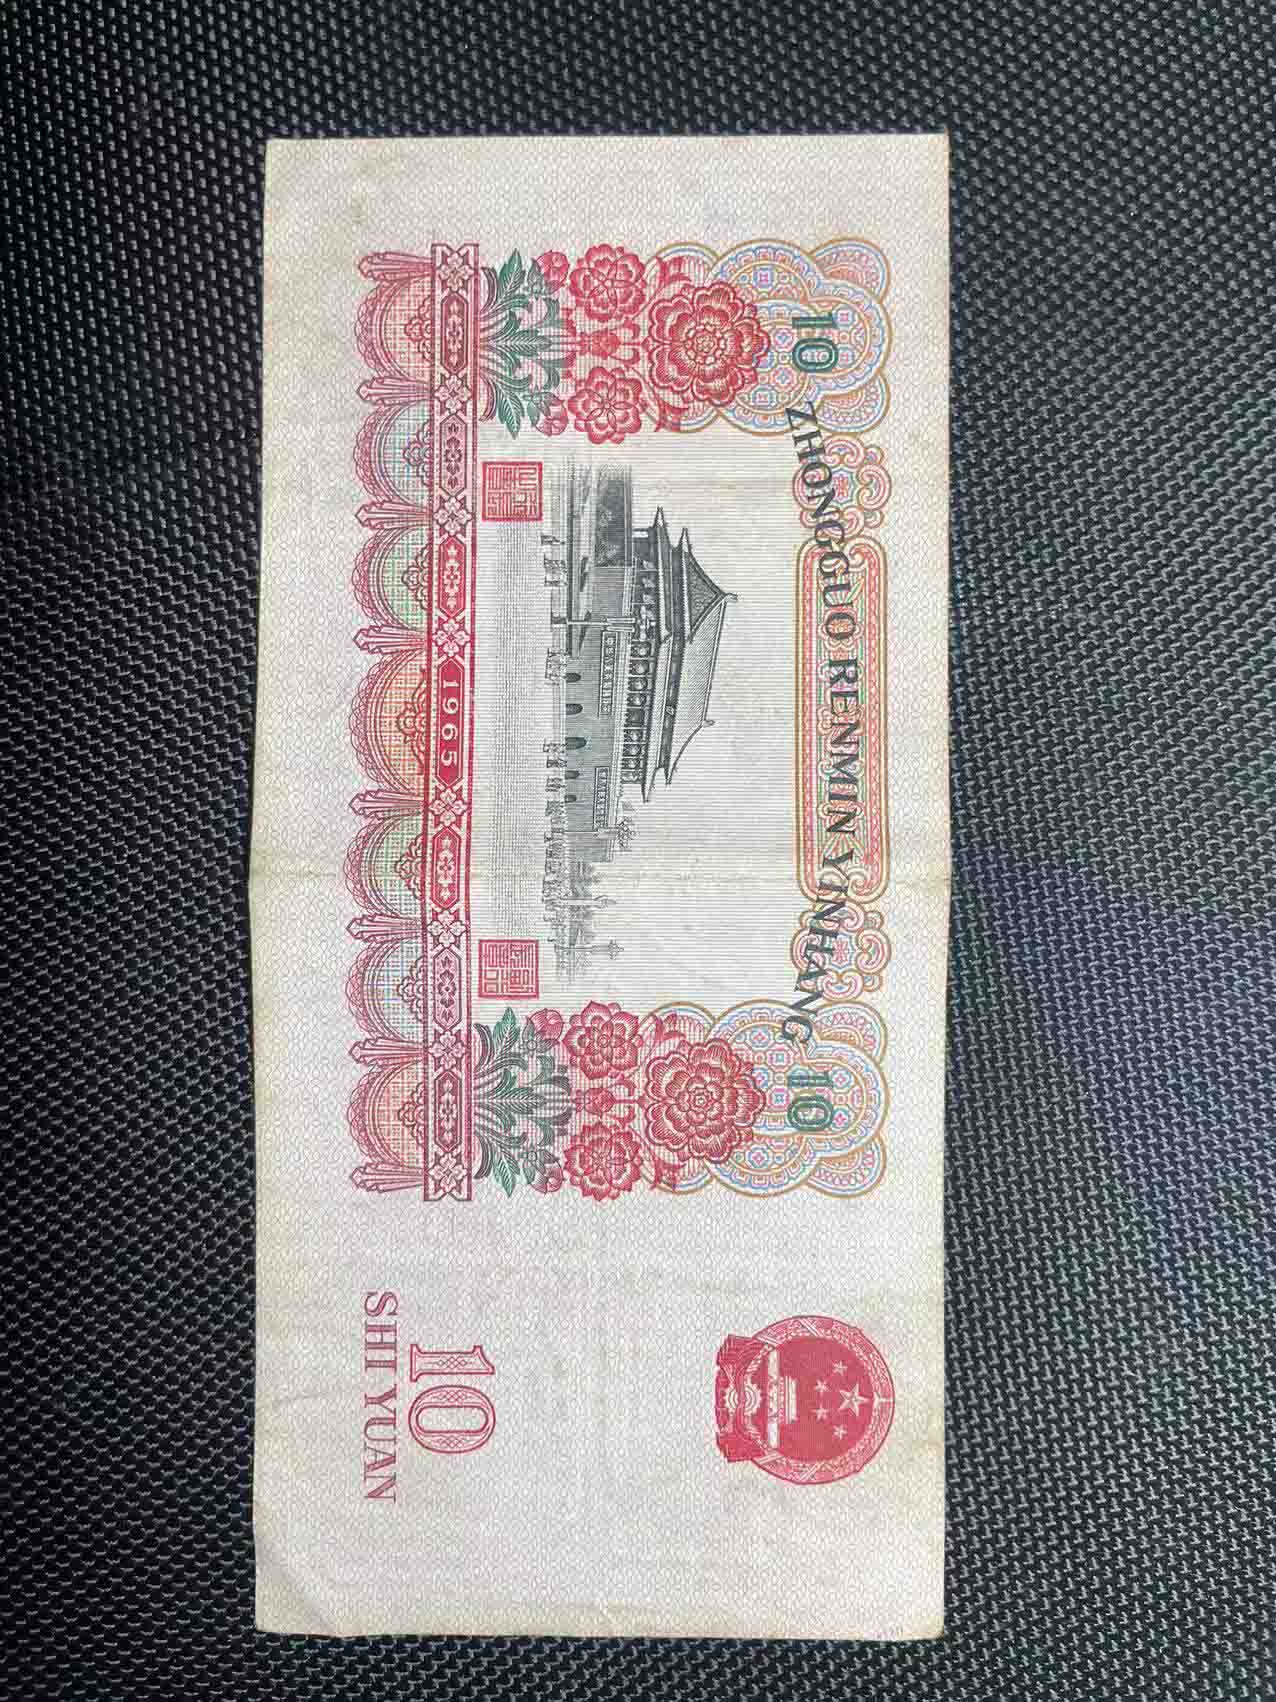 10 ZHONGGUO RENMIN YINHANG 10
1965
10
SHI YUAN